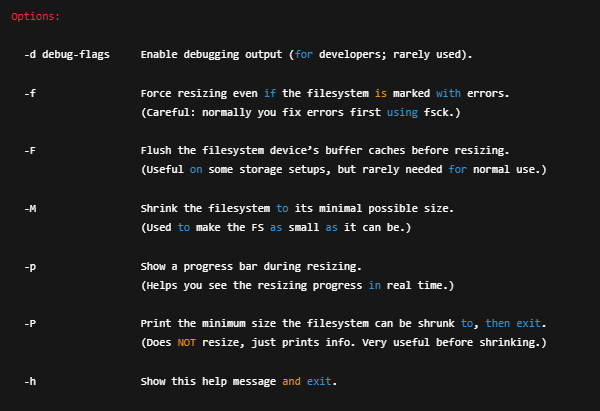 Options:
-d debug-flags Enable debugging output (for developers; rarely used).
-f Force resizing even if the filesystem is marked with errors.
(Careful: normally you fix errors first using fsck.)
-F Flush the filesystem device’s buffer caches before resizing.
(Useful on some storage setups, but rarely needed for normal use.)
-M Shrink the filesystem to its minimal possible size.
(Used to make the FS as small as it can be.)
-p Show a progress bar during resizing.
(Helps you see the resizing progress in real time.)
-P Print the minimum size the filesystem can be shrunk to, then exit.
(Does NOT resize, just prints info. Very useful before shrinking.)
-h Show this help message and exit.